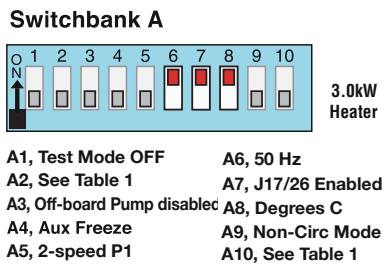 Switchbank A
ON 1 2 3 4 5 6 7 8 9 10
3.0kW
Heater
A1, Test Mode OFF
A2, See Table 1
A3, Off-board Pump disabled
A4, Aux Freeze
A5, 2-speed P1
A6, 50 Hz
A7, J17/26 Enabled
A8, Degrees C
A9, Non-Circ Mode
A10, See Table 1